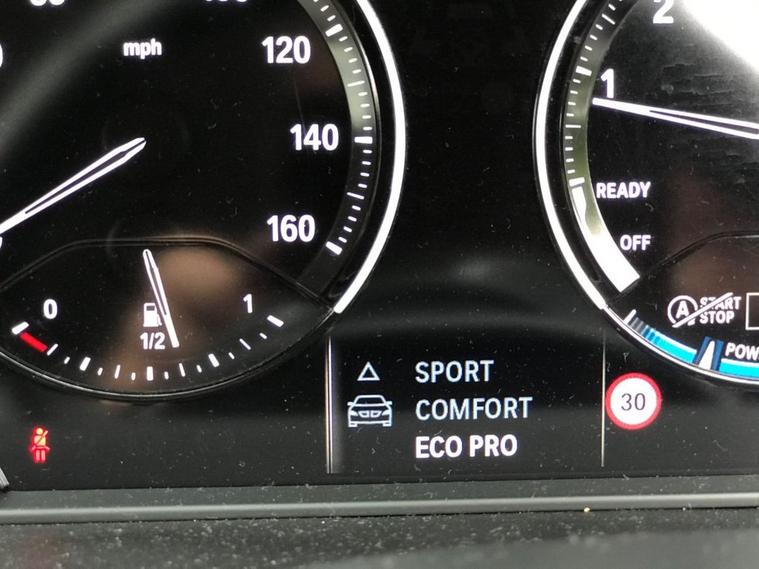 mph
120
140
160
2
1
READY
OFF
0
1
1/2
A START
STOP
SPORT
COMFORT
ECO PRO
30